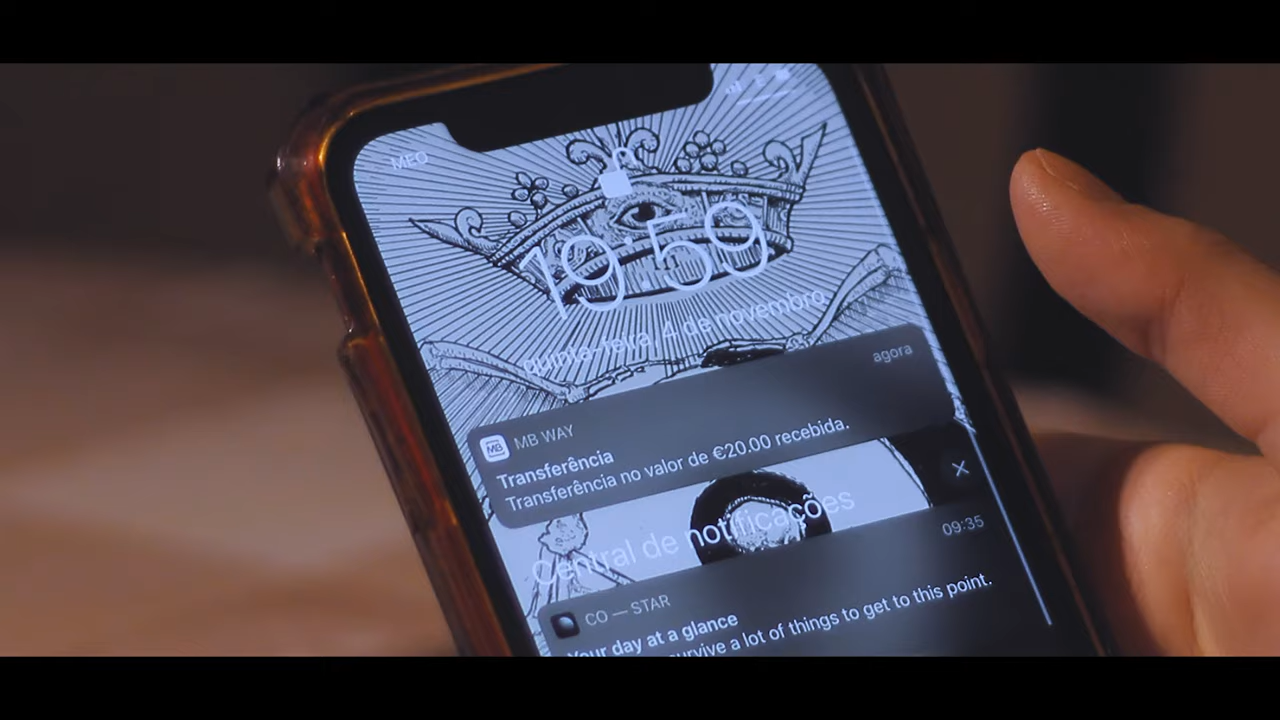 MEO
19:59
quinta-feira, 4 de novembro
MB WAY
agora
Transferência
Transferência no valor de €20.00 recebida.
Central de notificações
CO — STAR
09:35
Your day at a glance
survive a lot of things to get to this point.